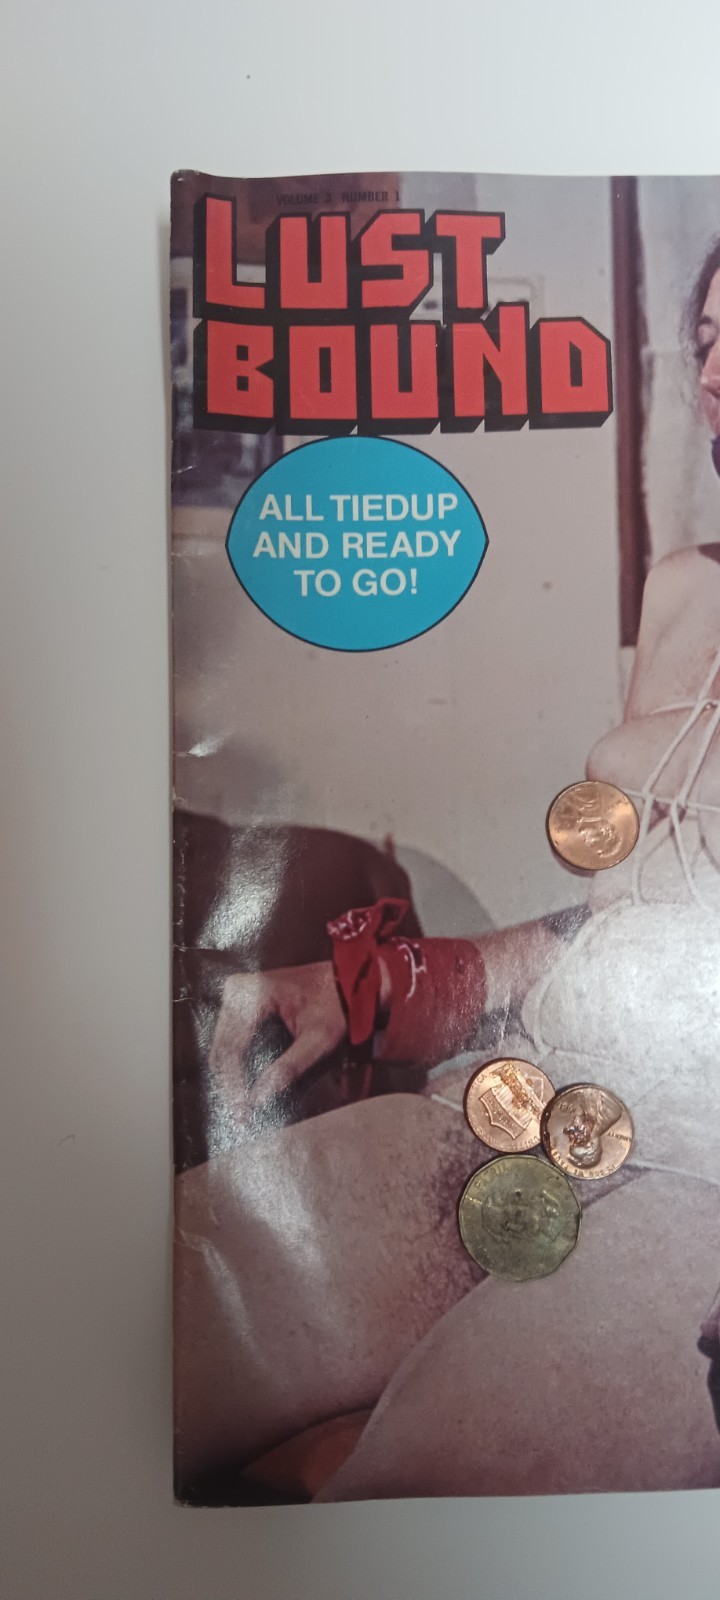 VOLUME 3 NUMBER 1
LUST
BOUND
ALL TIEDUP
AND READY
TO GO!